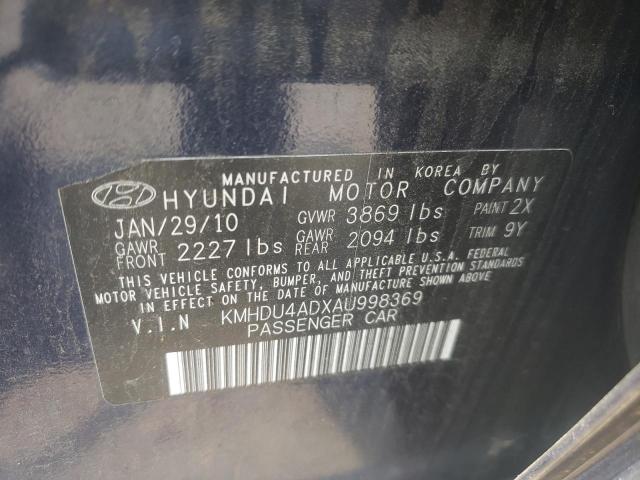 MANUFACTURED IN KOREA BY
HYUNDAI MOTOR COMPANY
JAN/29/10 GVWR 3869 lbs PAINT 2X
GAWR FRONT 2227 lbs GAWR REAR 2094 lbs TRIM 9Y
THIS VEHICLE CONFORMS TO ALL APPLICABLE U.S.A. FEDERAL
MOTOR VEHICLE SAFETY, BUMPER, AND THEFT PREVENTION STANDARDS
IN EFFECT ON THE DATE OF MANUFACTURE SHOWN ABOVE
V.I.N KMHDU4ADXAU998369
PASSENGER CAR